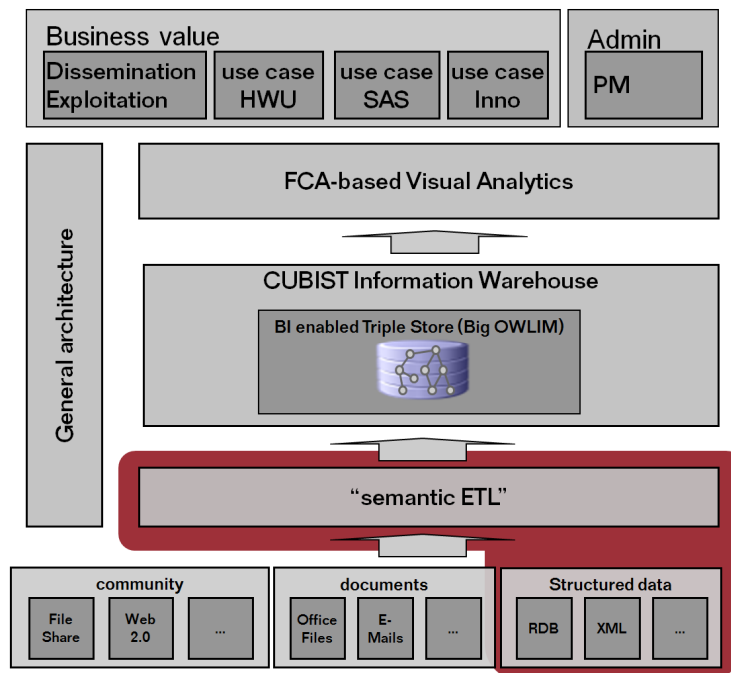 Business value
Dissemination
Exploitation
use case
HWU
use case
SAS
use case
Inno
Admin
PM
General architecture
FCA-based Visual Analytics
CUBIST Information Warehouse
BI enabled Triple Store (Big OWLIM)
“semantic ETL”
community
File
Share
Web
2.0
...
documents
Office
Files
E-
Mails
...
Structured data
RDB
XML
...